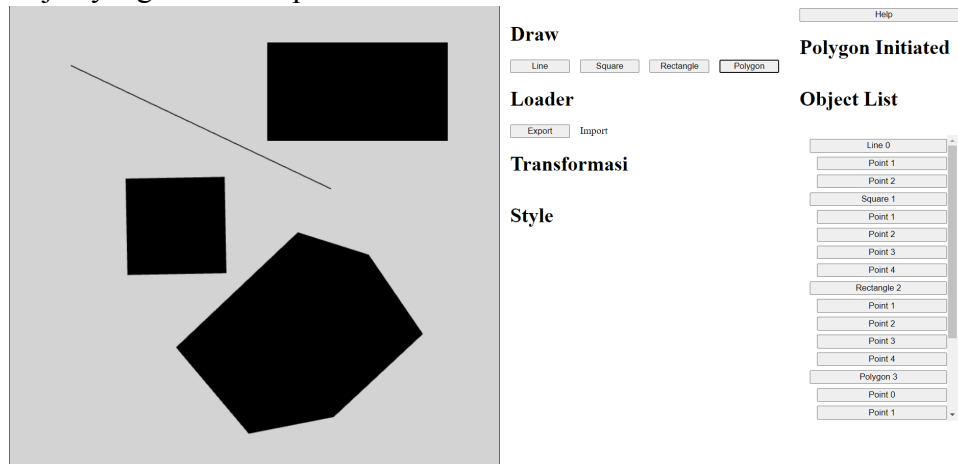 Draw
Line Square Rectangle Polygon
Loader
Export Import
Transformasi
Style
Help
Polygon Initiated
Object List
Line 0
Point 1
Point 2
Square 1
Point 1
Point 2
Point 3
Point 4
Rectangle 2
Point 1
Point 2
Point 3
Point 4
Polygon 3
Point 0
Point 1